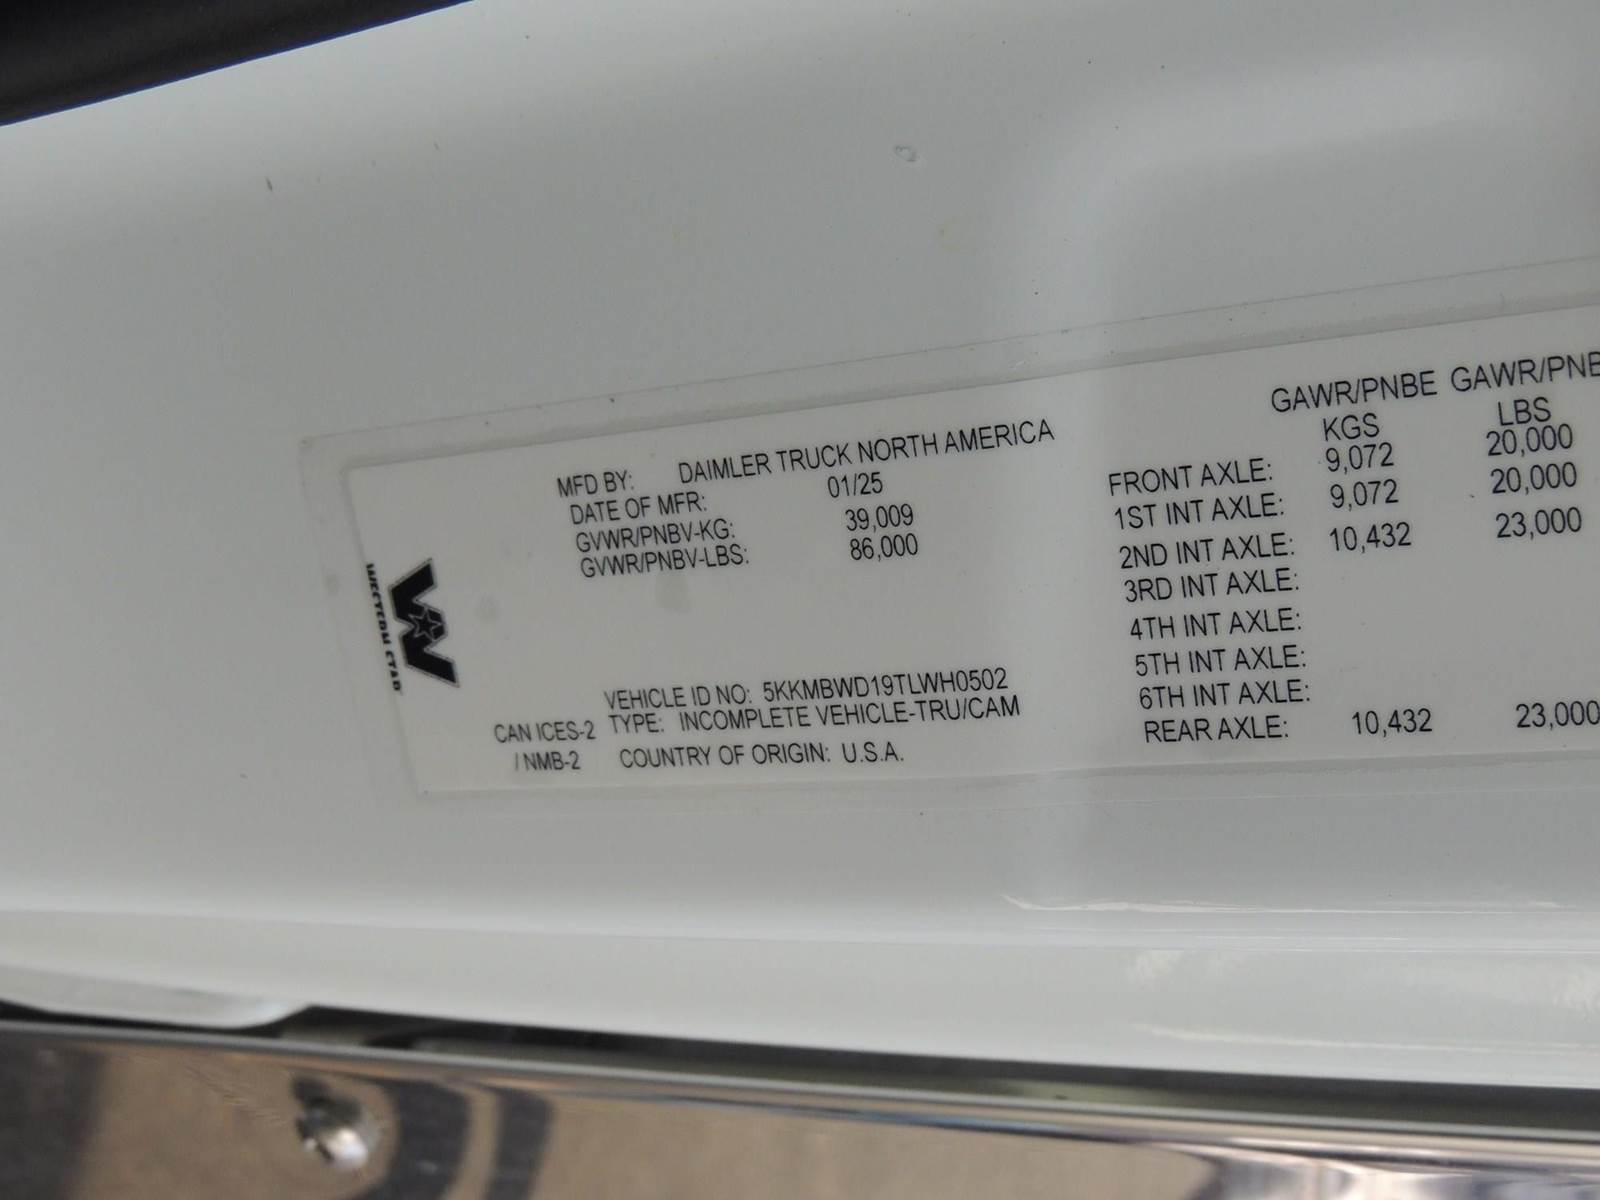 WESTERN STAR
MFD BY: DAIMLER TRUCK NORTH AMERICA
DATE OF MFR: 01/25
GVWR/PNBV-KG: 39,009
GVWR/PNBV-LBS: 86,000
VEHICLE ID NO: 5KKMBWD19TLWH0502
CAN ICES-2 TYPE: INCOMPLETE VEHICLE-TRU/CAM
/ NMB-2 COUNTRY OF ORIGIN: U.S.A.
GAWR/PNBE GAWR/PNB
KGS LBS
FRONT AXLE: 9,072 20,000
1ST INT AXLE: 9,072 20,000
2ND INT AXLE: 10,432 23,000
3RD INT AXLE:
4TH INT AXLE:
5TH INT AXLE:
6TH INT AXLE:
REAR AXLE: 10,432 23,000